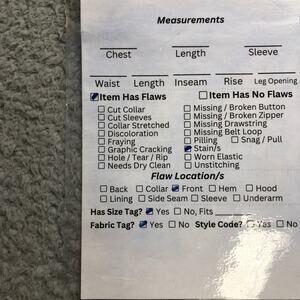 Measurements
Chest Length Sleeve
Waist Length Inseam Rise Leg Opening
Item Has Flaws Item Has No Flaws
Cut Collar Missing / Broken Button
Cut Sleeves Missing / Broken Zipper
Collar Stretched Missing Drawstring
Discoloration Missing Belt Loop
Fraying Pilling Snag / Pull
Graphic Cracking Stain/s
Hole / Tear / Rip Worn Elastic
Needs Dry Clean Unstitching
Flaw Location/s
Back Collar Front Hem Hood
Lining Side Seam Sleeve Underarm
Has Size Tag? Yes No, Fits
Fabric Tag? Yes No Style Code? Yes No